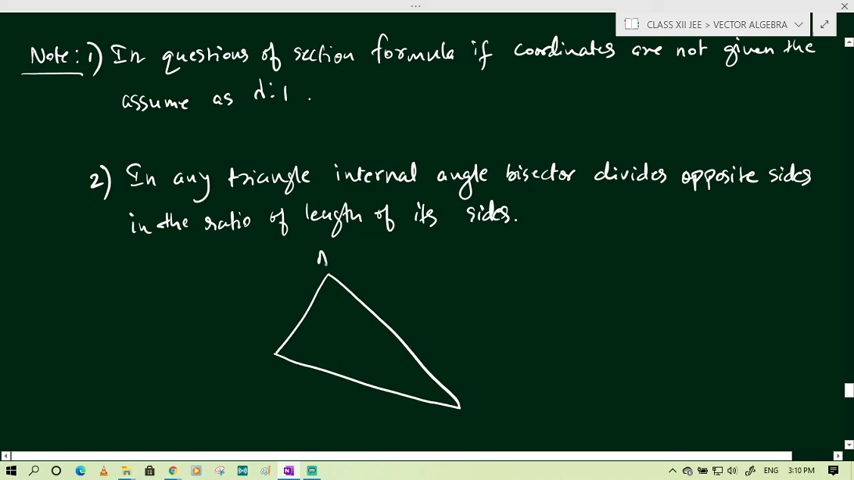 CLASS XII JEE > VECTOR ALGEBRA
Note: 1) In questions of section formula if coordinates are not given the
assume as λ:1 .
2) In any triangle internal angle bisector divides opposite sides
in the ratio of length of its sides.
A
ENG 3:10 PM